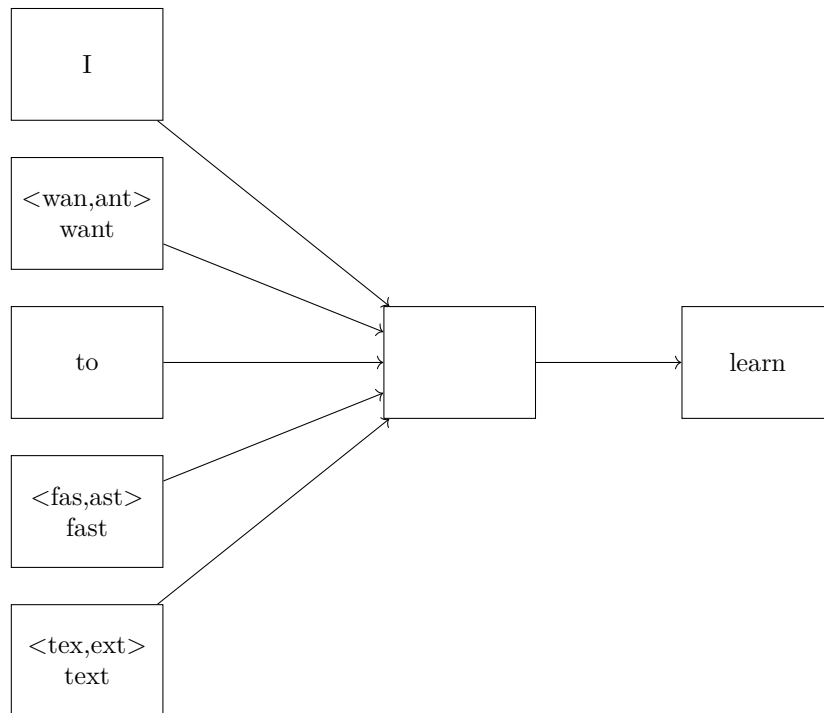 I
<wan,ant>
want
to
<fas,ast>
fast
<tex,ext>
text
learn